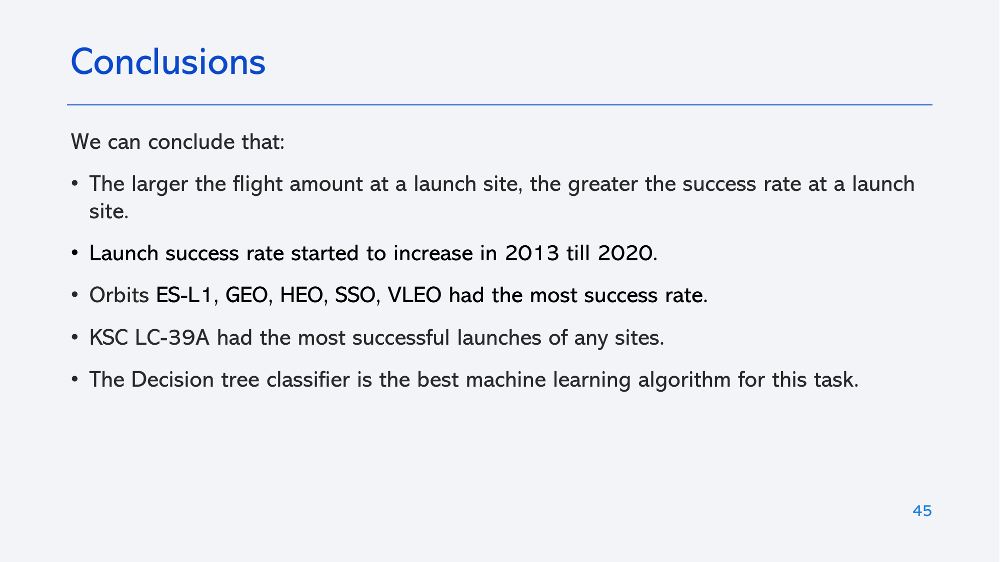 Conclusions
We can conclude that:
• The larger the flight amount at a launch site, the greater the success rate at a launch
site.
• Launch success rate started to increase in 2013 till 2020.
• Orbits ES-L1, GEO, HEO, SSO, VLEO had the most success rate.
• KSC LC-39A had the most successful launches of any sites.
• The Decision tree classifier is the best machine learning algorithm for this task.
45